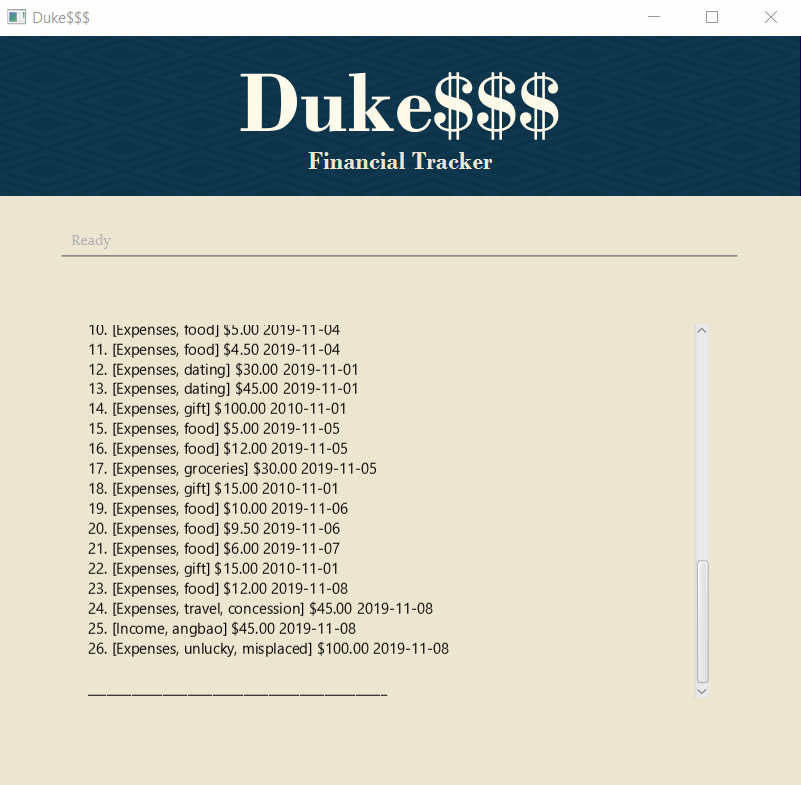 Duke$$$
Duke$$$
Financial Tracker
Ready
10. [Expenses, food] $5.00 2019-11-04
11. [Expenses, food] $4.50 2019-11-04
12. [Expenses, dating] $30.00 2019-11-01
13. [Expenses, dating] $45.00 2019-11-01
14. [Expenses, gift] $100.00 2010-11-01
15. [Expenses, food] $5.00 2019-11-05
16. [Expenses, food] $12.00 2019-11-05
17. [Expenses, groceries] $30.00 2019-11-05
18. [Expenses, gift] $15.00 2010-11-01
19. [Expenses, food] $10.00 2019-11-06
20. [Expenses, food] $9.50 2019-11-06
21. [Expenses, food] $6.00 2019-11-07
22. [Expenses, gift] $15.00 2010-11-01
23. [Expenses, food] $12.00 2019-11-08
24. [Expenses, travel, concession] $45.00 2019-11-08
25. [Income, angbao] $45.00 2019-11-08
26. [Expenses, unlucky, misplaced] $100.00 2019-11-08